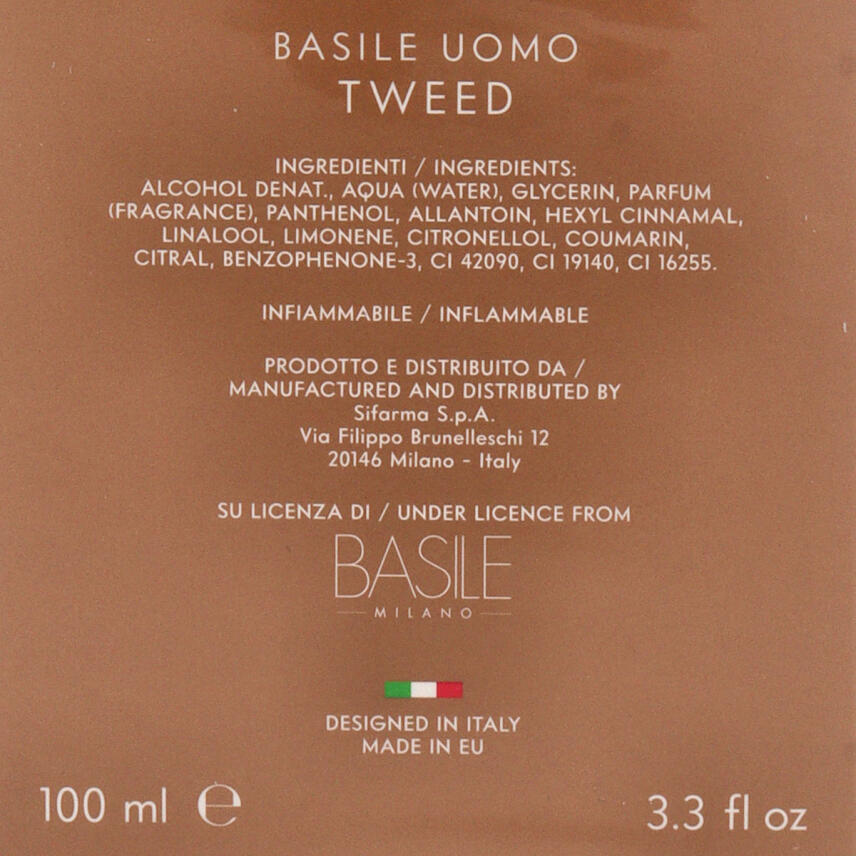 BASILE UOMO
TWEED
INGREDIENTI / INGREDIENTS:
ALCOHOL DENAT., AQUA (WATER), GLYCERIN, PARFUM
(FRAGRANCE), PANTHENOL, ALLANTOIN, HEXYL CINNAMAL,
LINALOOL, LIMONENE, CITRONELLOL, COUMARIN,
CITRAL, BENZOPHENONE-3, CI 42090, CI 19140, CI 16255.
INFIAMMABILE / INFLAMMABLE
PRODOTTO E DISTRIBUITO DA /
MANUFACTURED AND DISTRIBUTED BY
Sifarma S.p.A.
Via Filippo Brunelleschi 12
20146 Milano - Italy
SU LICENZA DI / UNDER LICENCE FROM
BASILE
MILANO
DESIGNED IN ITALY
MADE IN EU
100 ml ℮
3.3 fl oz